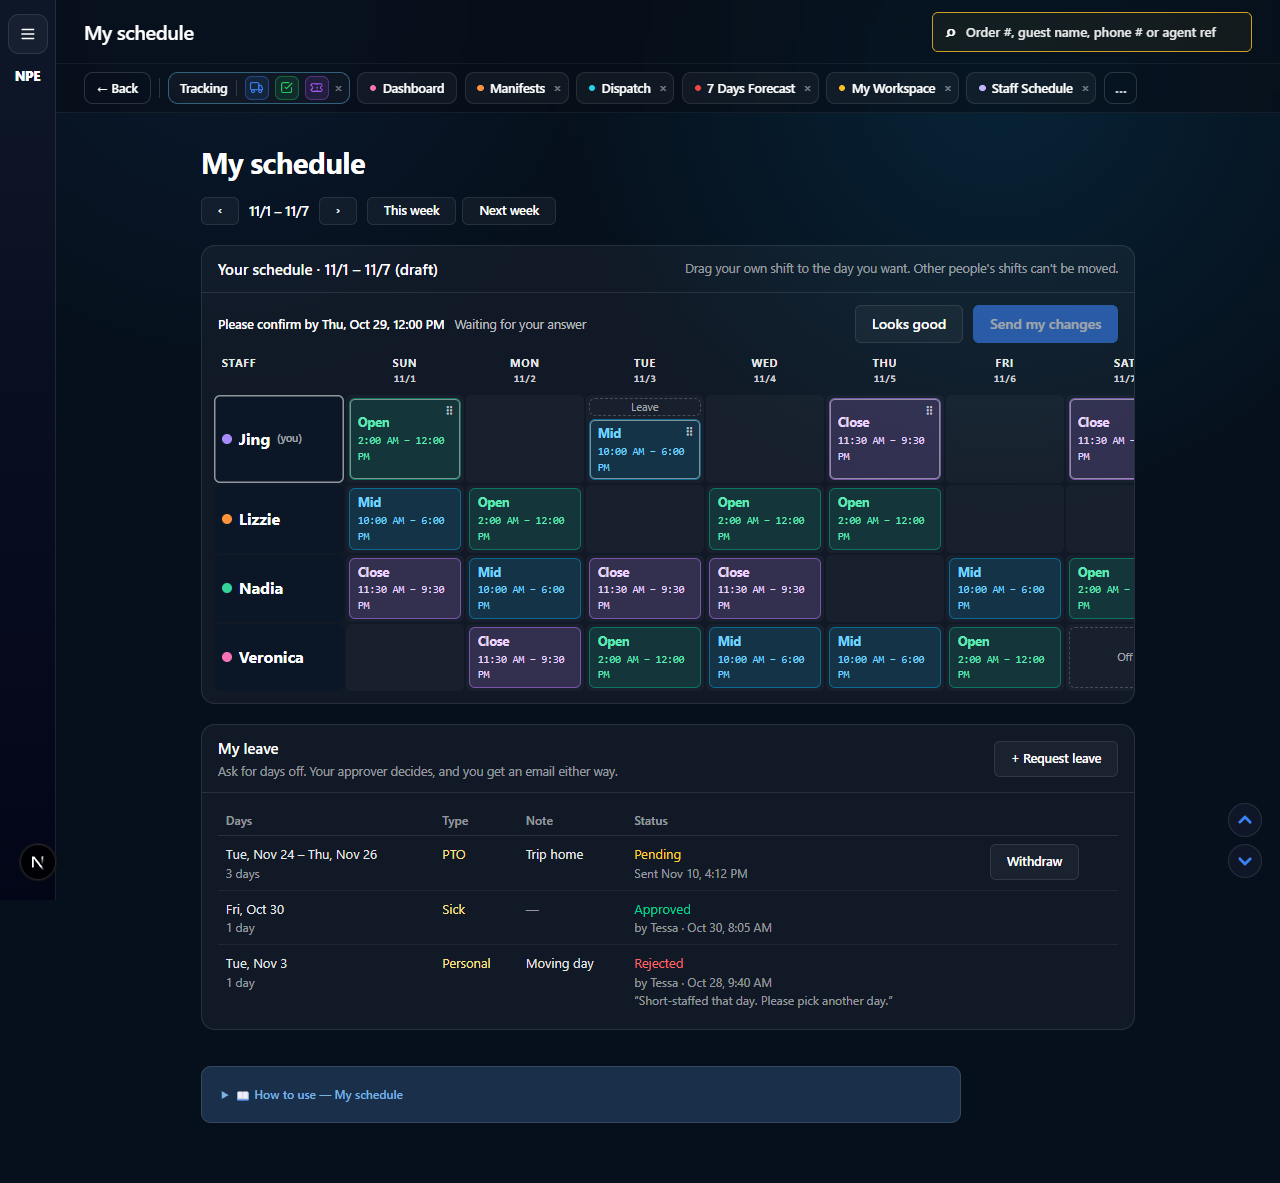 My schedule
Order #, guest name, phone # or agent ref
NPE
← Back
Tracking ×
Dashboard
Manifests ×
Dispatch ×
7 Days Forecast ×
My Workspace ×
Staff Schedule ×
...
My schedule
‹ 11/1 – 11/7 ›
This week
Next week
Your schedule · 11/1 – 11/7 (draft)
Drag your own shift to the day you want. Other people's shifts can't be moved.
Please confirm by Thu, Oct 29, 12:00 PM Waiting for your answer
Looks good
Send my changes
STAFF SUN MON TUE WED THU FRI SAT
11/1 11/2 11/3 11/4 11/5 11/6 11/7
Jing (you)
Open
2:00 AM – 12:00
PM
Leave
Mid
10:00 AM – 6:00
PM
Close
11:30 AM – 9:30
PM
Close
11:30 AM –
PM
Lizzie
Mid
10:00 AM – 6:00
PM
Open
2:00 AM – 12:00
PM
Open
2:00 AM – 12:00
PM
Open
2:00 AM – 12:00
PM
Nadia
Close
11:30 AM – 9:30
PM
Mid
10:00 AM – 6:00
PM
Close
11:30 AM – 9:30
PM
Close
11:30 AM – 9:30
PM
Mid
10:00 AM – 6:00
PM
Open
2:00 AM –
PM
Veronica
Close
11:30 AM – 9:30
PM
Open
2:00 AM – 12:00
PM
Mid
10:00 AM – 6:00
PM
Mid
10:00 AM – 6:00
PM
Open
2:00 AM – 12:00
PM
Off
My leave
Ask for days off. Your approver decides, and you get an email either way.
+ Request leave
Days Type Note Status
Tue, Nov 24 – Thu, Nov 26 PTO Trip home Pending
3 days Sent Nov 10, 4:12 PM
Withdraw
Fri, Oct 30 Sick — Approved
1 day by Tessa · Oct 30, 8:05 AM
Tue, Nov 3 Personal Moving day Rejected
1 day by Tessa · Oct 28, 9:40 AM
“Short-staffed that day. Please pick another day.”
N
▶ How to use — My schedule